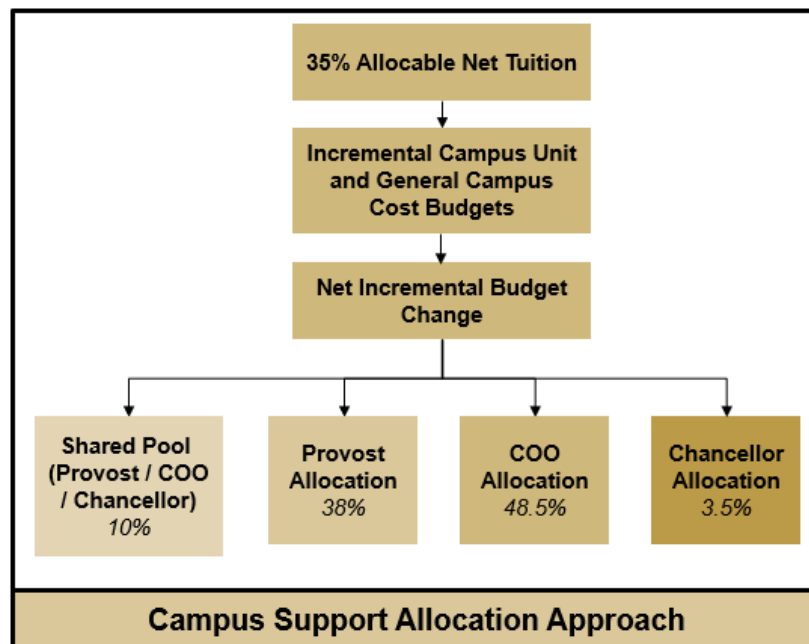 35% Allocable Net Tuition
Incremental Campus Unit
and General Campus
Cost Budgets
Net Incremental Budget
Change
Shared Pool
(Provost / COO
/ Chancellor)
10%
Provost
Allocation
38%
COO
Allocation
48.5%
Chancellor
Allocation
3.5%
Campus Support Allocation Approach